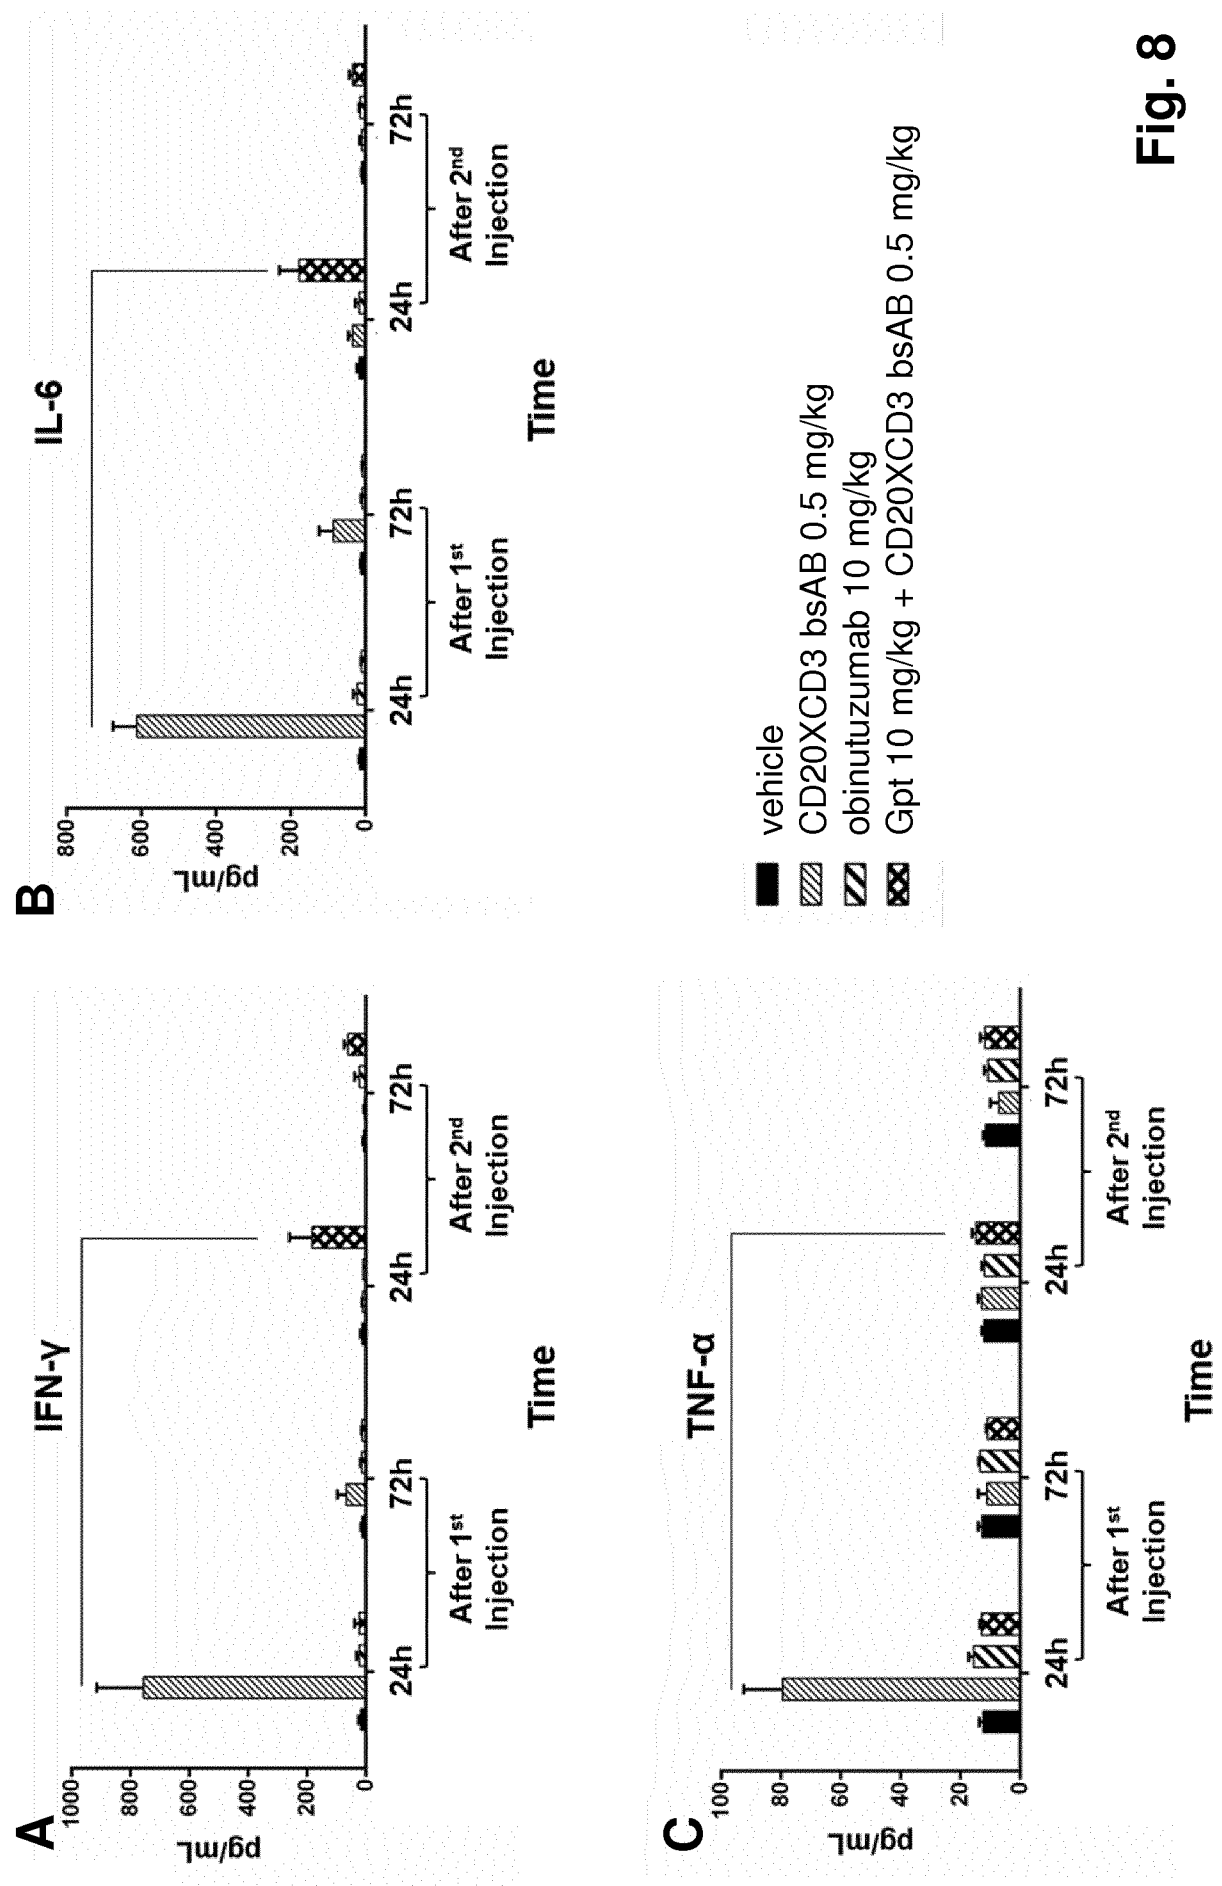 A
IFN-γ
pg/mL
1000
800
600
400
200
0
24h
72h
24h
72h
After 1st
Injection
After 2nd
Injection
Time
B
IL-6
pg/mL
800
600
400
200
0
24h
72h
24h
72h
After 1st
Injection
After 2nd
Injection
Time
C
TNF-α
pg/mL
100
80
60
40
20
0
24h
72h
24h
72h
After 1st
Injection
After 2nd
Injection
Time
vehicle
CD20XCD3 bsAB 0.5 mg/kg
obinutuzumab 10 mg/kg
Gpt 10 mg/kg + CD20XCD3 bsAB 0.5 mg/kg
Fig. 8